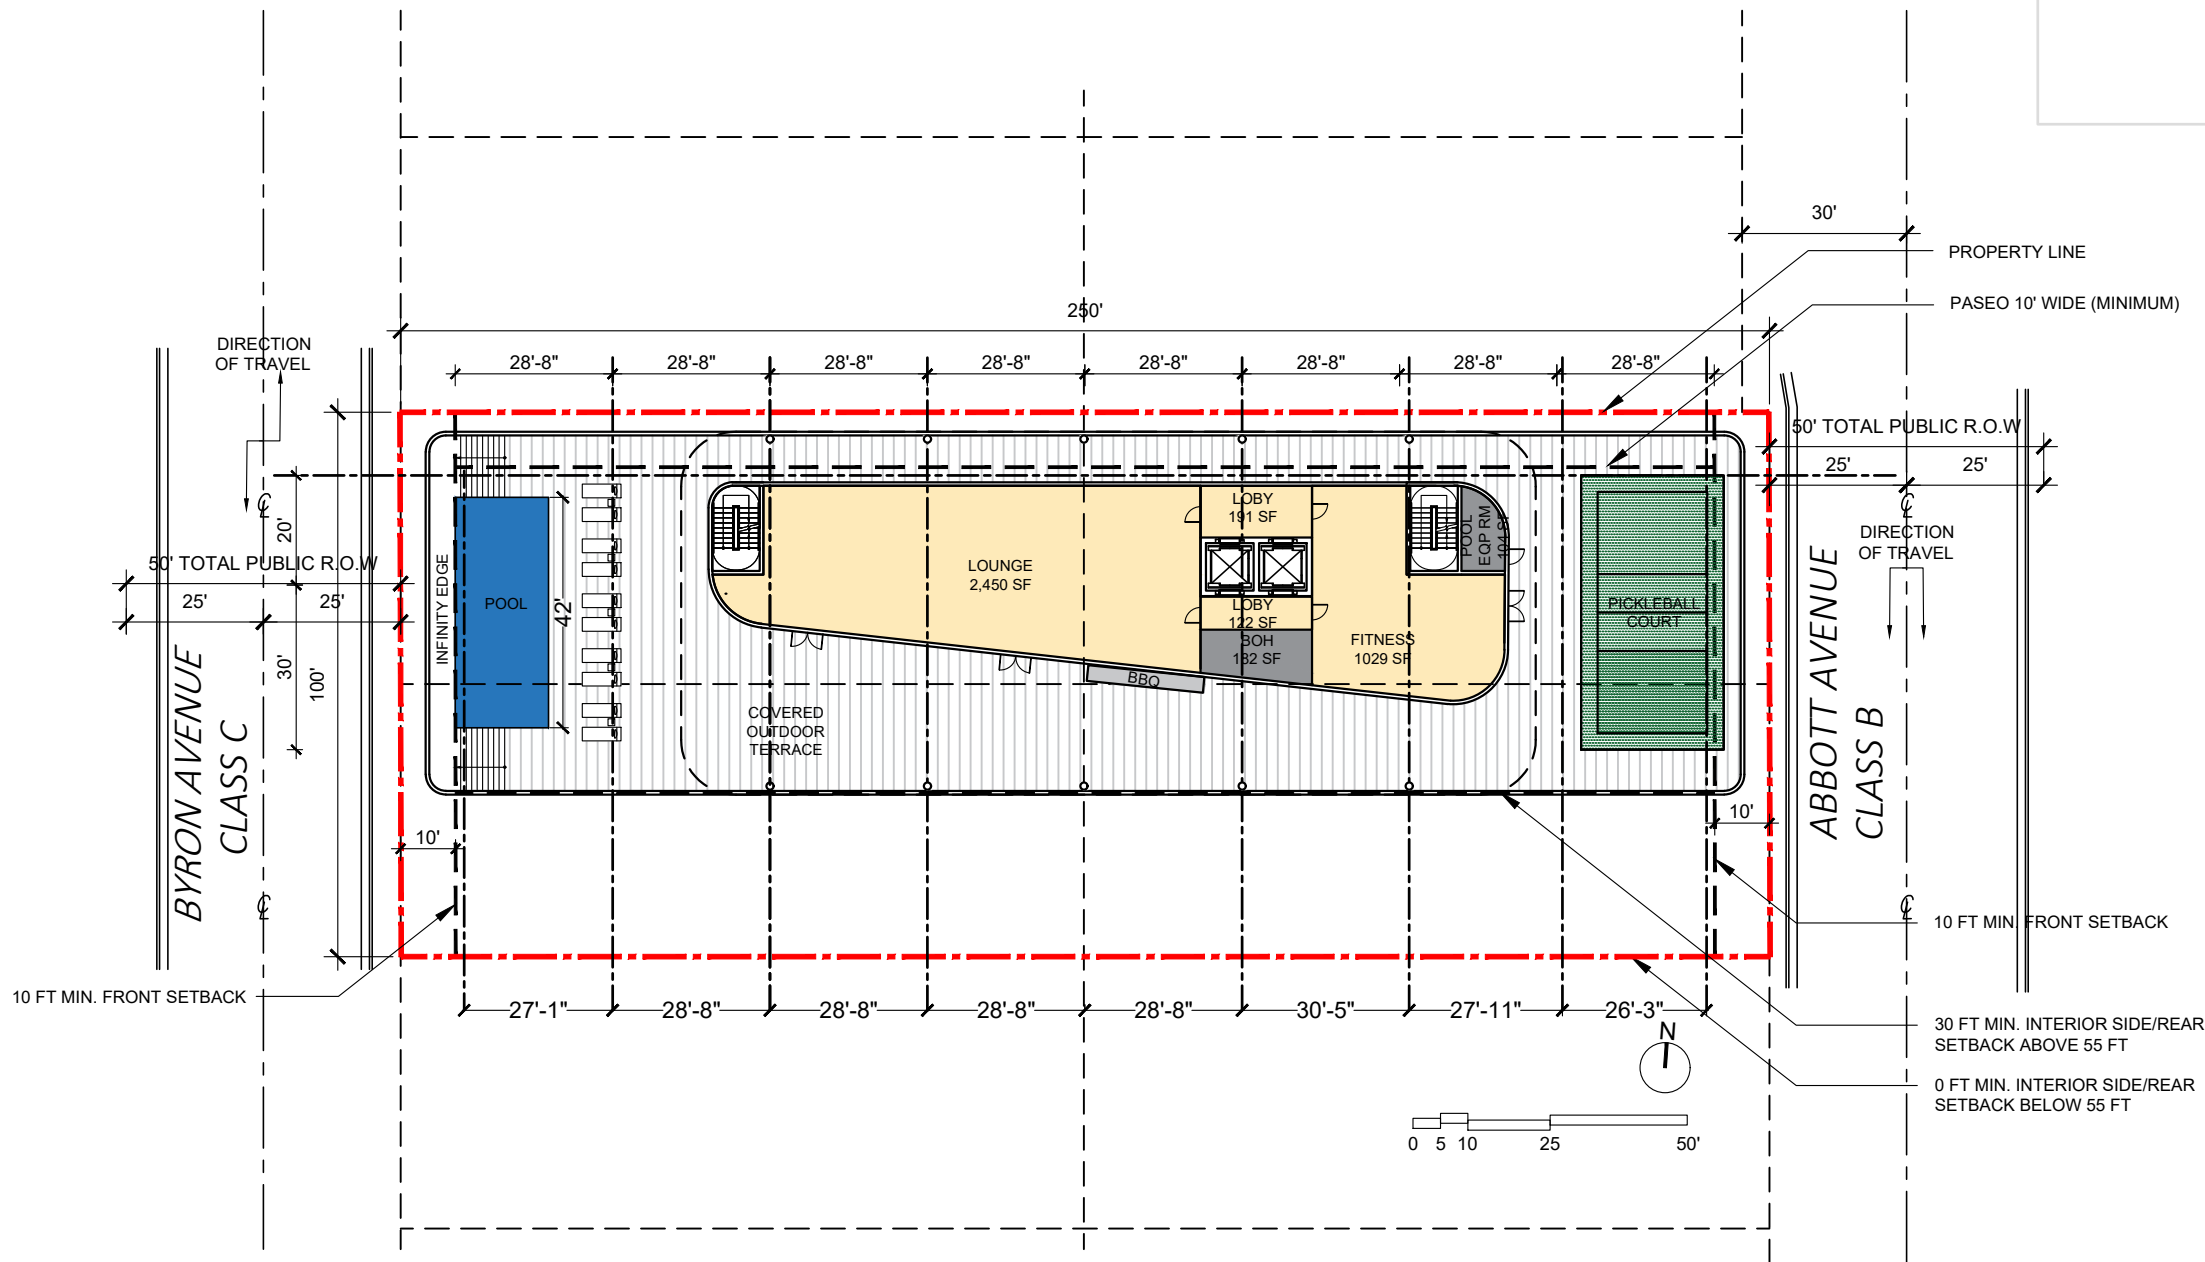 30'
PROPERTY LINE
PASEO 10' WIDE (MINIMUM)
250'
DIRECTION
OF TRAVEL
28'-8"
28'-8"
28'-8"
28'-8"
28'-8"
28'-8"
28'-8"
28'-8"
50' TOTAL PUBLIC R.O.W
25'
25'
℄
℄
20'
30'
100'
50' TOTAL PUBLIC R.O.W
25'
25'
DIRECTION
OF TRAVEL
INFINITY EDGE
POOL
42'
LOUNGE
2,450 SF
LOBY
191 SF
LOBY
122 SF
BOH
182 SF
FITNESS
1029 SF
POOL
EQP RM
104 SF
PICKLEBALL
COURT
BBQ
COVERED
OUTDOOR
TERRACE
BYRON AVENUE
CLASS C
ABBOTT AVENUE
CLASS B
10'
10'
℄
℄
10 FT MIN. FRONT SETBACK
10 FT MIN. FRONT SETBACK
27'-1"
28'-8"
28'-8"
28'-8"
28'-8"
30'-5"
27'-11"
26'-3"
N
30 FT MIN. INTERIOR SIDE/REAR
SETBACK ABOVE 55 FT
0 FT MIN. INTERIOR SIDE/REAR
SETBACK BELOW 55 FT
0 5 10 25 50'